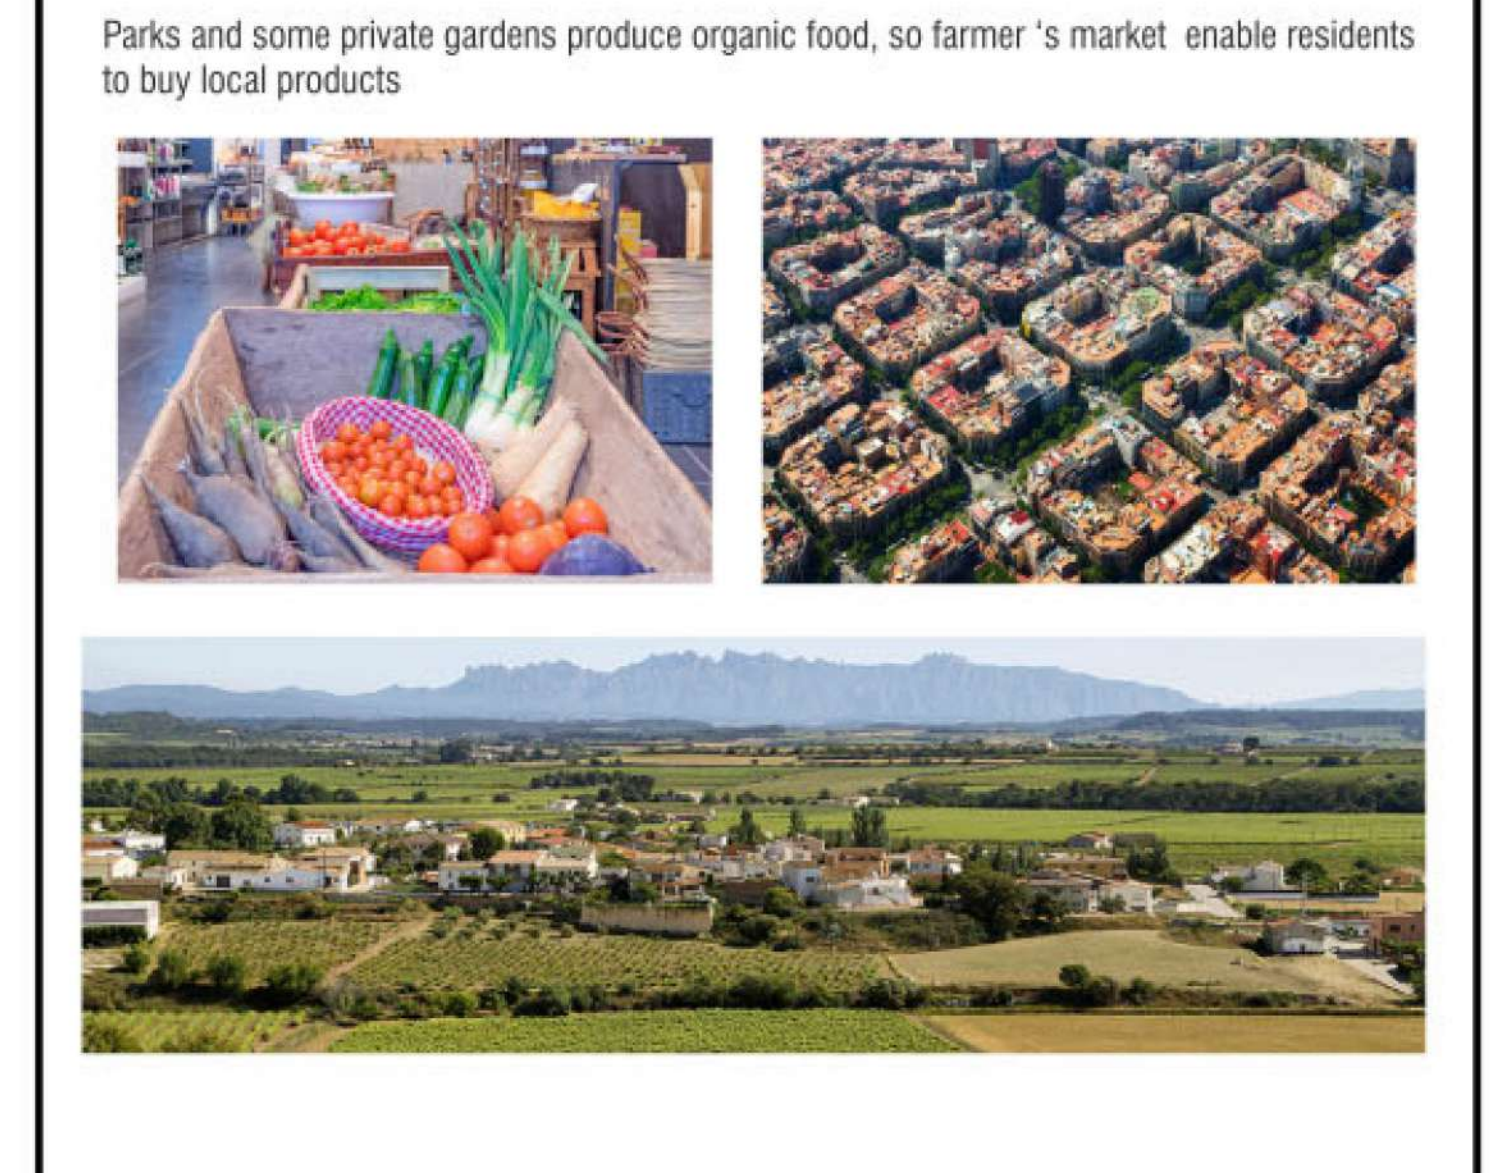 Parks and some private gardens produce organic food, so farmer ‘s market  enable residents
to buy local products